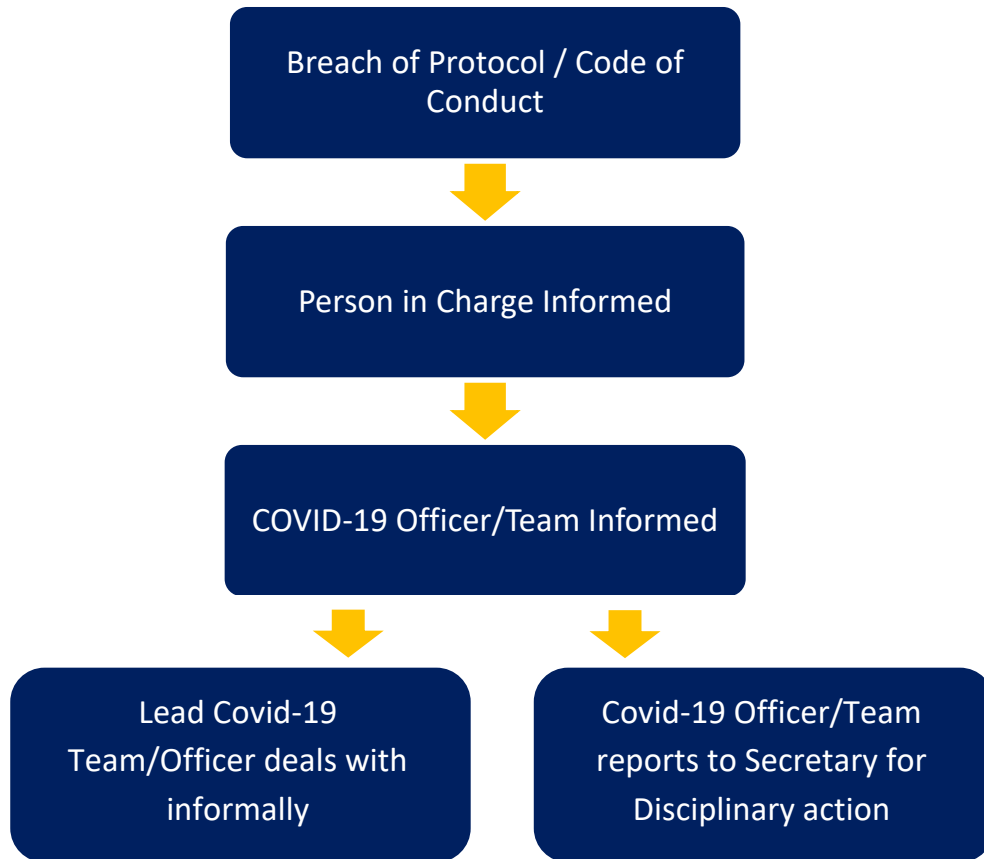 Breach of Protocol / Code of
Conduct
Person in Charge Informed
COVID-19 Officer/Team Informed
Lead Covid-19
Team/Officer deals with
informally
Covid-19 Officer/Team
reports to Secretary for
Disciplinary action